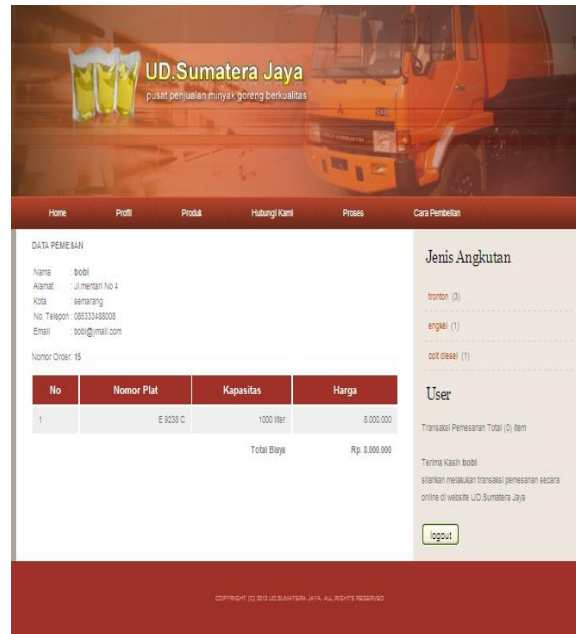 UD.Sumatera Jaya
pusat penjualan minyak goreng berkualitas
Home Profil Produk Hubungi Kami Proses Cara Pembelian
DATA PEMESAN
Nama : bobi
Alamat : Jl.mentari No 4
Kota : semarang
No. Telepon : 085333488008
Email : bobi@ymail.com
Nomor Order: 15
No Nomor Plat Kapasitas Harga
1 E 9238 C 1000 liter 8.000.000
Total Biaya Rp. 8.000.000
Jenis Angkutan
tronton (3)
engkel (1)
colt diesel (1)
User
Transaksi Pemesanan Total (0) item
Terima Kasih bobi
silahkan melakukan transaksi pemesanan secara
online di website UD.Sumatera Jaya
logout
COPYRIGHT (C) 2013 UD.SUMATERA JAYA. ALL RIGHTS RESERVED